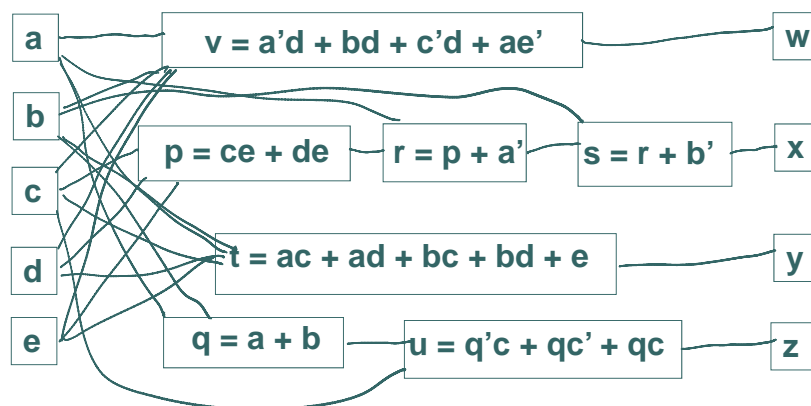 a
v = a’d + bd + c’d + ae’
w
b
p = ce + de
r = p + a’
s = r + b’
x
c
t = ac + ad + bc + bd + e
y
d
e
q = a + b
u = q’c + qc’ + qc
z